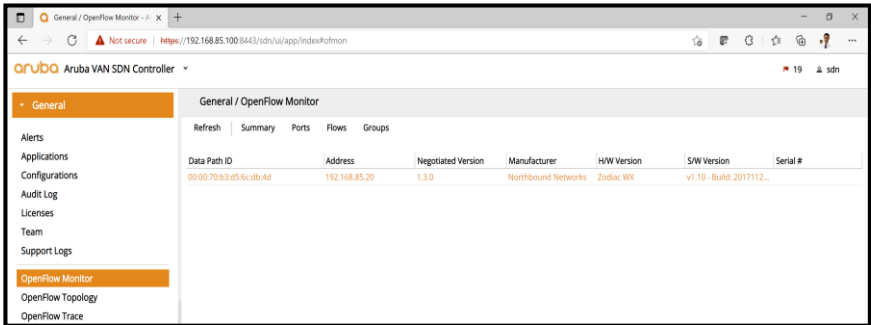 General / OpenFlow Monitor - A
Not secure | https://192.168.85.100:8443/sdn/ui/app/index#ofmon
aruba Aruba VAN SDN Controller 19 sdn
General General / OpenFlow Monitor
Refresh Summary Ports Flows Groups
Alerts
Applications
Configurations
Audit Log
Licenses
Team
Support Logs
OpenFlow Monitor
OpenFlow Topology
OpenFlow Trace
Data Path ID Address Negotiated Version Manufacturer H/W Version S/W Version Serial #
00:00:70:b3:d5:6c:db:4d 192.168.85.20 1.3.0 Northbound Networks Zodiac WX v1.10 - Build: 2017112...